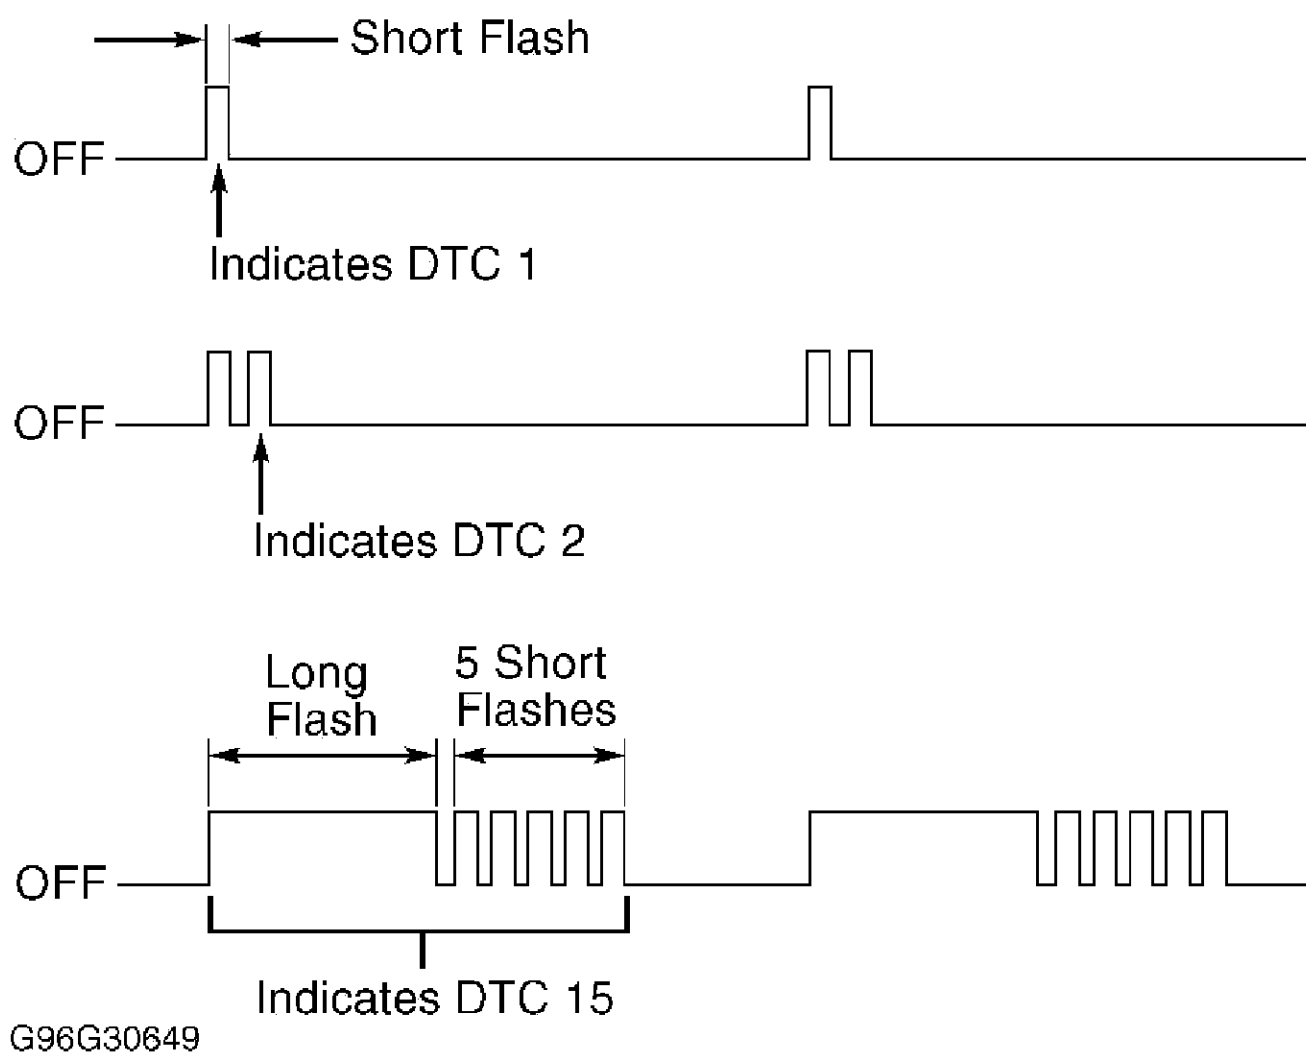 Short Flash
OFF
Indicates DTC 1
OFF
Indicates DTC 2
Long
Flash
5 Short
Flashes
OFF
Indicates DTC 15
G96G30649